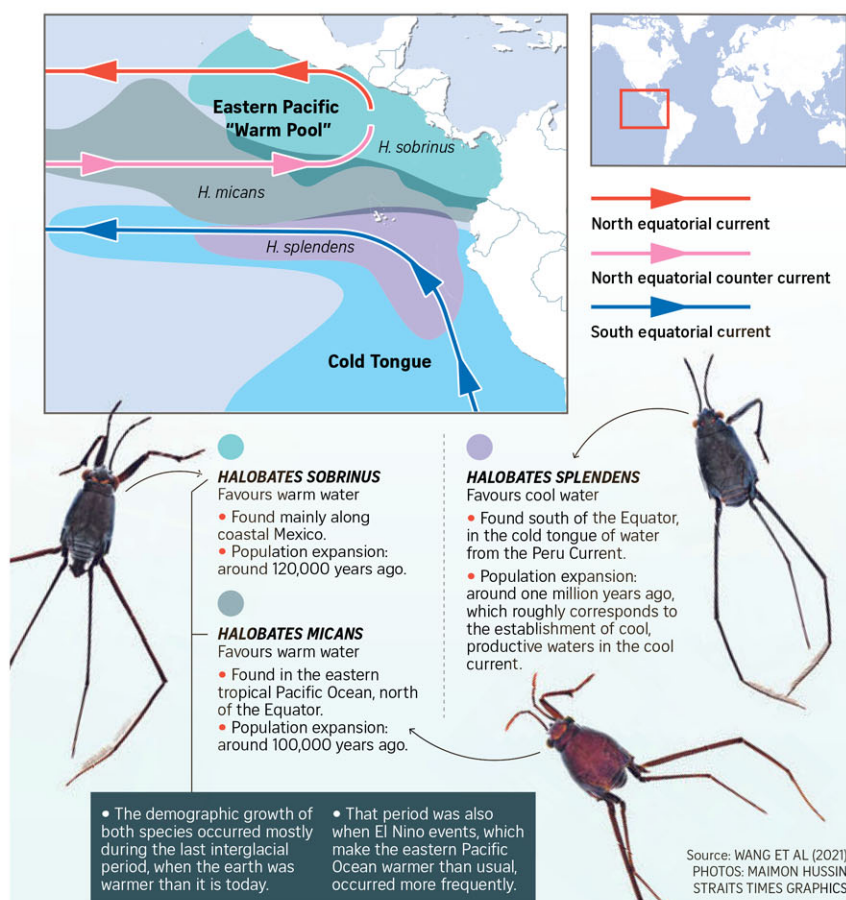 Eastern Pacific
"Warm Pool"
H. sobrinus
H. micans
H. splendens
Cold Tongue
North equatorial current
North equatorial counter current
South equatorial current
HALOBATES SOBRINUS
Favours warm water
• Found mainly along
coastal Mexico.
• Population expansion:
around 120,000 years ago.
HALOBATES MICANS
Favours warm water
• Found in the eastern
tropical Pacific Ocean, north
of the Equator.
• Population expansion:
around 100,000 years ago.
HALOBATES SPLENDENS
Favours cool water
• Found south of the Equator,
in the cold tongue of water
from the Peru Current.
• Population expansion:
around one million years ago,
which roughly corresponds to
the establishment of cool,
productive waters in the cool
current.
• The demographic growth of
both species occurred mostly
during the last interglacial
period, when the earth was
warmer than it is today.
• That period was also
when El Nino events, which
make the eastern Pacific
Ocean warmer than usual,
occurred more frequently.
Source: WANG ET AL (2021)
PHOTOS: MAIMON HUSSIN
STRAITS TIMES GRAPHICS